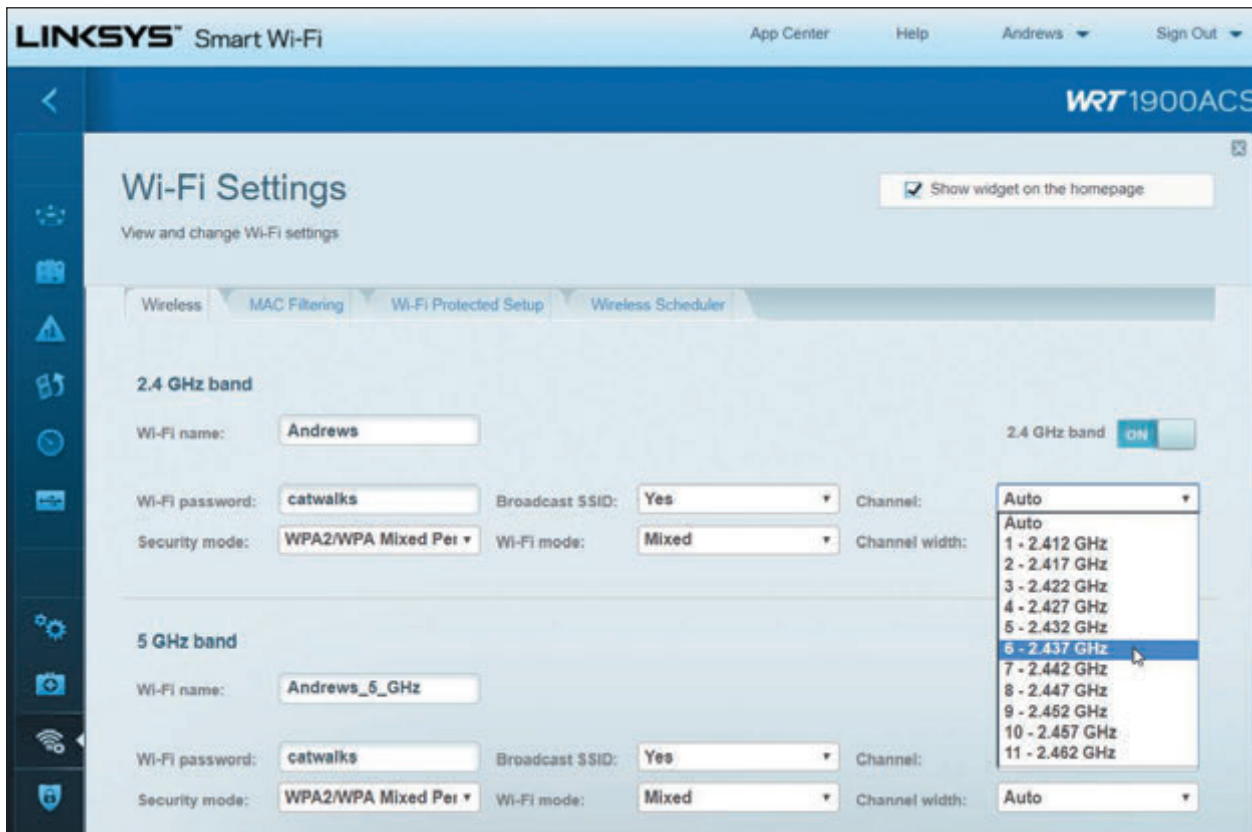 LINKSYS™ Smart Wi-Fi
App Center Help Andrews Sign Out
WRT 1900ACS
Wi-Fi Settings
Show widget on the homepage
View and change Wi-Fi settings
Wireless MAC Filtering Wi-Fi Protected Setup Wireless Scheduler
2.4 GHz band
Wi-Fi name: Andrews 2.4 GHz band ON
Wi-Fi password: catwalks Broadcast SSID: Yes Channel: Auto
Security mode: WPA2/WPA Mixed Per Wi-Fi mode: Mixed Channel width:
Auto
1 - 2.412 GHz
2 - 2.417 GHz
3 - 2.422 GHz
4 - 2.427 GHz
5 - 2.432 GHz
6 - 2.437 GHz
7 - 2.442 GHz
8 - 2.447 GHz
9 - 2.452 GHz
10 - 2.457 GHz
11 - 2.462 GHz
5 GHz band
Wi-Fi name: Andrews_5_GHz
Wi-Fi password: catwalks Broadcast SSID: Yes Channel:
Security mode: WPA2/WPA Mixed Per Wi-Fi mode: Mixed Channel width: Auto